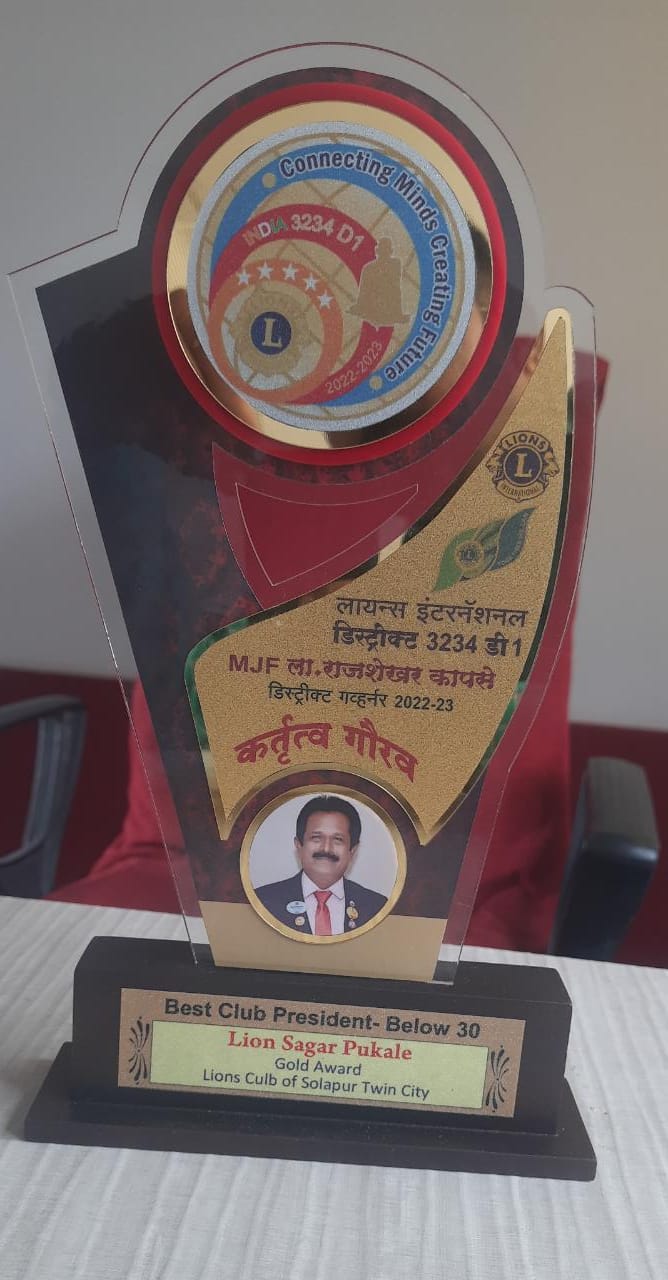 Connecting Minds Creating Future
INDIA 3234 D1
LIONS
L
2022-2023
LIONS
L
INTERNATIONAL
लायन्स इंटरनॅशनल
डिस्ट्रीक्ट 3234 डी1
MJF ला.राजशेखर कापसे
डिस्ट्रीक्ट गव्हर्नर 2022-23
कर्तृत्व गौरव
Best Club President- Below 30
Lion Sagar Pukale
Gold Award
Lions Culb of Solapur Twin City